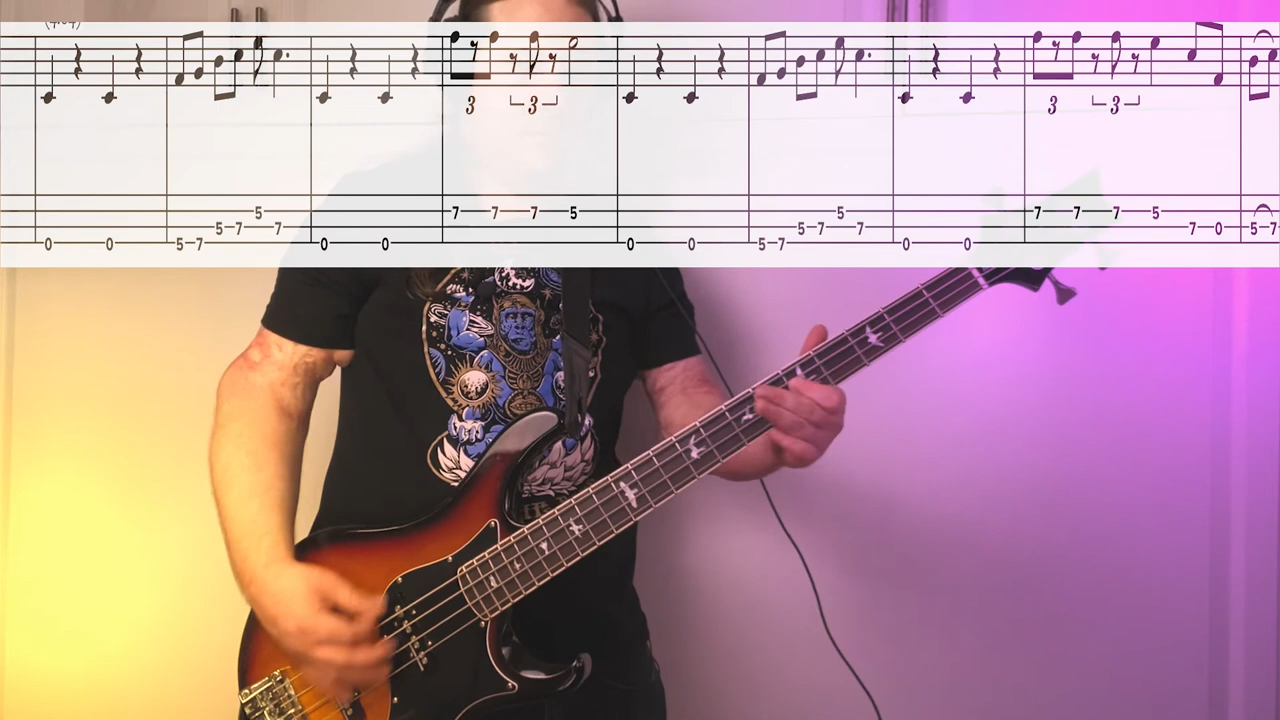 3 3 3 3
5 7 7 7 5 5 7 7 7 5
5 7 7 5 7 7 7 0 5 7
0 0 5 7 0 0 0 0 5 7 0 0